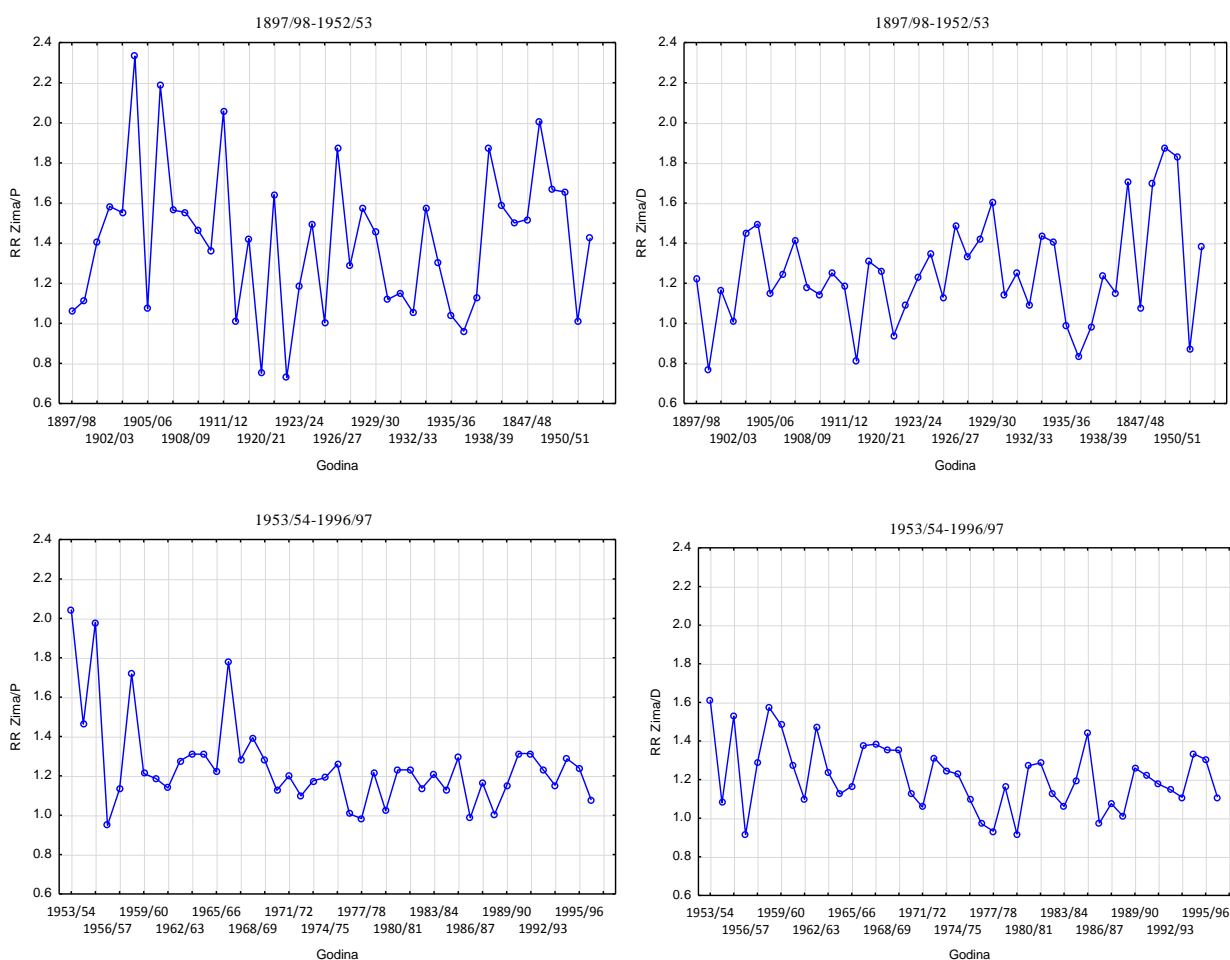 1897/98-1952/53
2.4
2.2
2.0
1.8
1.6
1.4
1.2
1.0
0.8
0.6
RR Zima/P
1897/98 1905/06 1911/12 1923/24 1929/30 1935/36 1847/48
1902/03 1908/09 1920/21 1926/27 1932/33 1938/39 1950/51
Godina
1897/98-1952/53
2.4
2.2
2.0
1.8
1.6
1.4
1.2
1.0
0.8
0.6
RR Zima/D
1897/98 1905/06 1911/12 1923/24 1929/30 1935/36 1847/48
1902/03 1908/09 1920/21 1926/27 1932/33 1938/39 1950/51
Godina
1953/54-1996/97
2.4
2.2
2.0
1.8
1.6
1.4
1.2
1.0
0.8
0.6
RR Zima/P
1953/54 1959/60 1965/66 1971/72 1977/78 1983/84 1989/90 1995/96
1956/57 1962/63 1968/69 1974/75 1980/81 1986/87 1992/93
Godina
1953/54-1996/97
2.4
2.2
2.0
1.8
1.6
1.4
1.2
1.0
0.8
0.6
RR Zima/D
1953/54 1959/60 1965/66 1971/72 1977/78 1983/84 1989/90 1995/96
1956/57 1962/63 1968/69 1974/75 1980/81 1986/87 1992/93
Godina